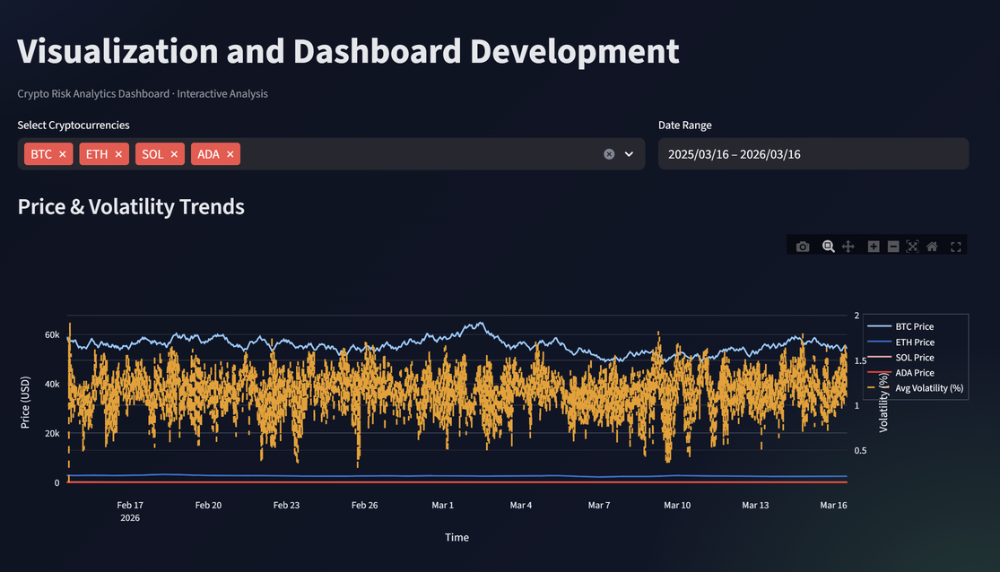 Visualization and Dashboard Development
Crypto Risk Analytics Dashboard · Interactive Analysis
Select Cryptocurrencies
Date Range
BTC × ETH × SOL × ADA ×
2025/03/16 – 2026/03/16
Price & Volatility Trends
Price (USD)
60k
40k
20k
0
2
1.5
1
0.5
Volatility (%)
BTC Price
ETH Price
SOL Price
ADA Price
Avg Volatility (%)
Feb 17 Feb 20 Feb 23 Feb 26 Mar 1 Mar 4 Mar 7 Mar 10 Mar 13 Mar 16
2026
Time